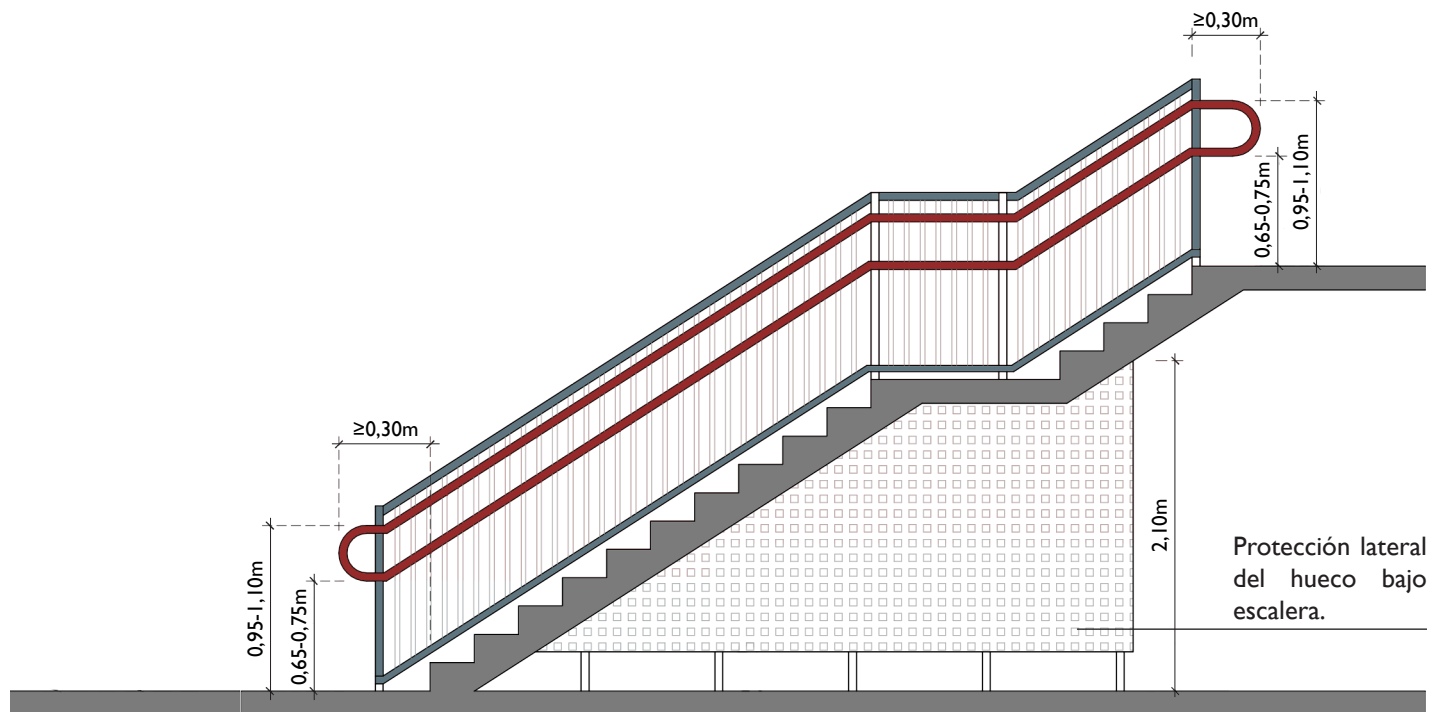 ≥0,30m
0,65-0,75m
0,95-1,10m
≥0,30m
0,95-1,10m
0,65-0,75m
2,10m
Protección lateral
del hueco bajo
escalera.